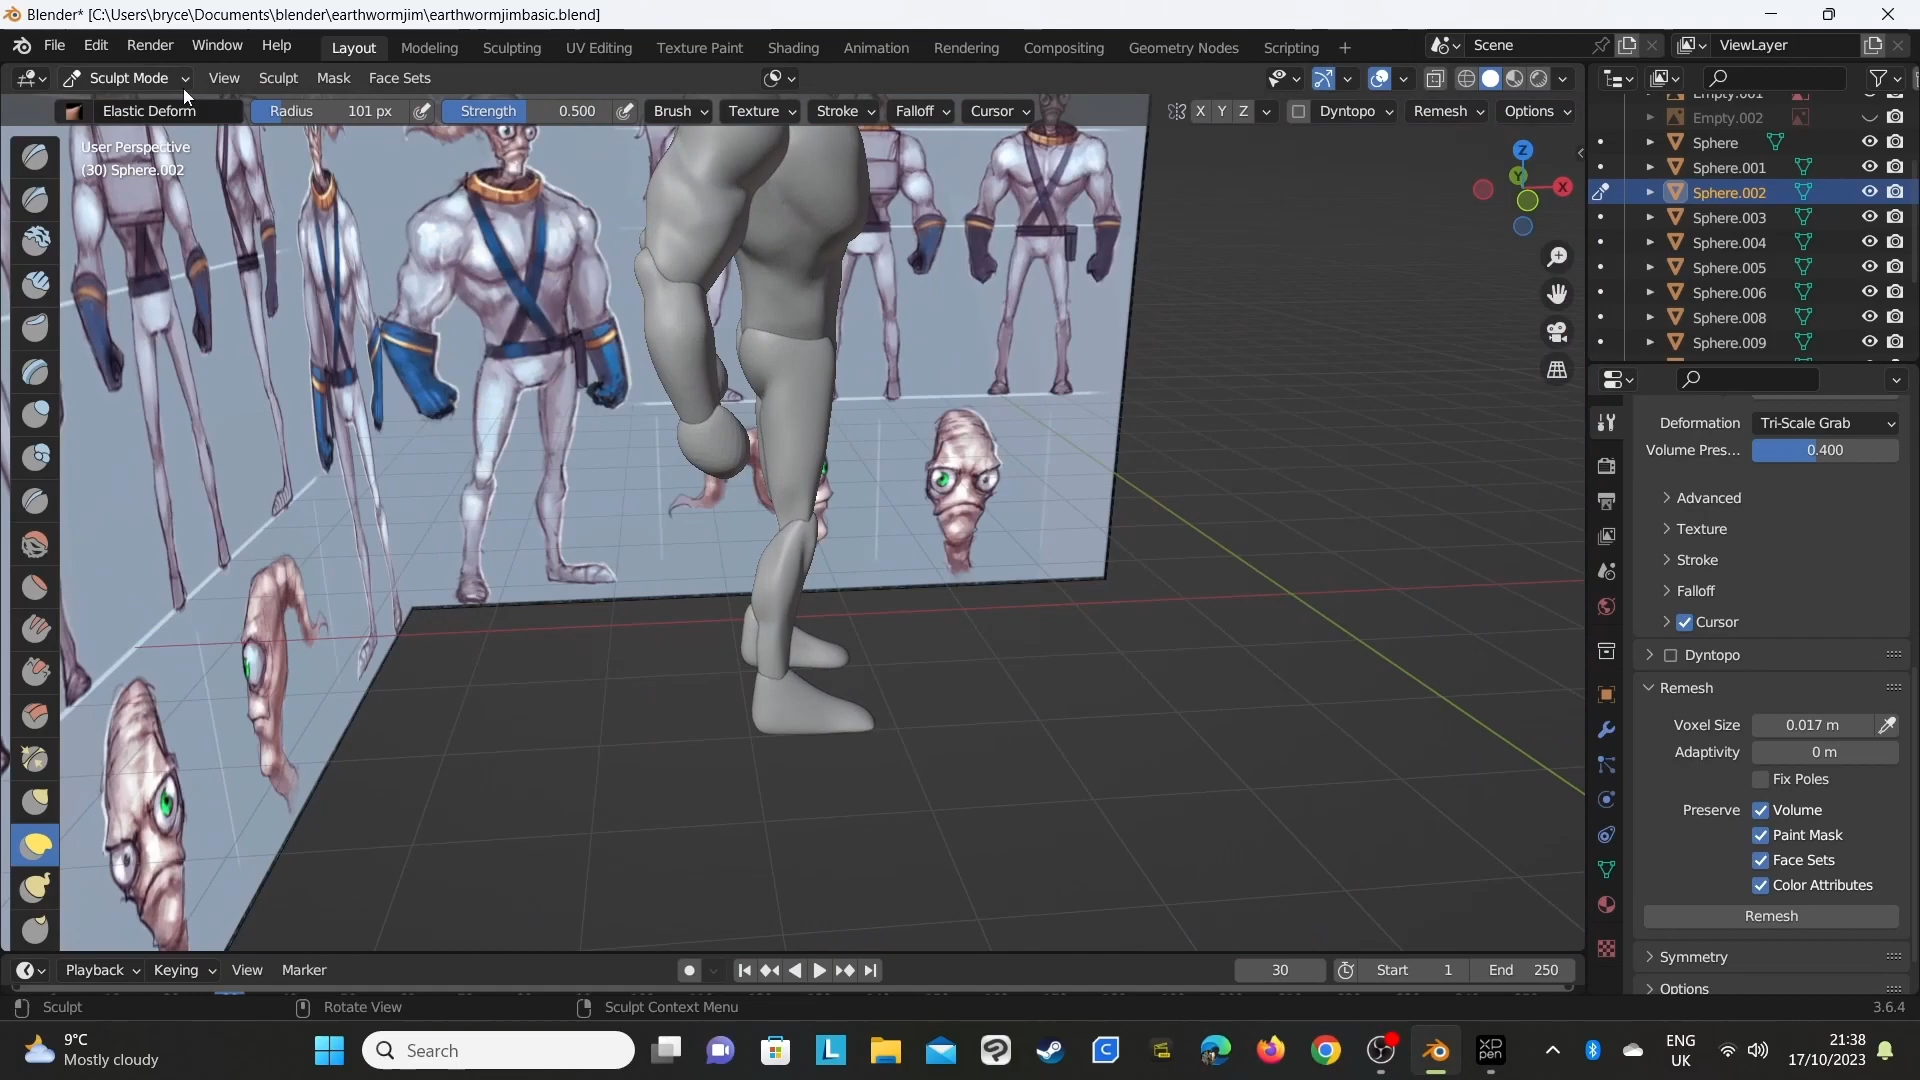 Blender* [C:\Users\bryce\Documents\blender\earthwormjim\earthwormjimbasic.blend]
File Edit Render Window Help Layout Modeling Sculpting UV Editing Texture Paint Shading Animation Rendering Compositing Geometry Nodes Scripting + Scene ViewLayer
Sculpt Mode View Sculpt Mask Face Sets
Elastic Deform Radius 101 px Strength 0.500 Brush Texture Stroke Falloff Cursor X Y Z Dyntopo Remesh Options
User Perspective
(30) Sphere.002
Z
Y
X
Empty.001
Empty.002
Sphere
Sphere.001
Sphere.002
Sphere.003
Sphere.004
Sphere.005
Sphere.006
Sphere.008
Sphere.009
Deformation Tri-Scale Grab
Volume Pres... 0.400
Advanced
Texture
Stroke
Falloff
Cursor
Dyntopo
Remesh
Voxel Size 0.017 m
Adaptivity 0 m
Fix Poles
Preserve Volume
Paint Mask
Face Sets
Color Attributes
Remesh
Symmetry
Options
Playback Keying View Marker 30 Start 1 End 250
Sculpt Rotate View Sculpt Context Menu 3.6.4
9°C
Mostly cloudy
Search
L
C
XP
PEN
ENG
UK
21:38
17/10/2023